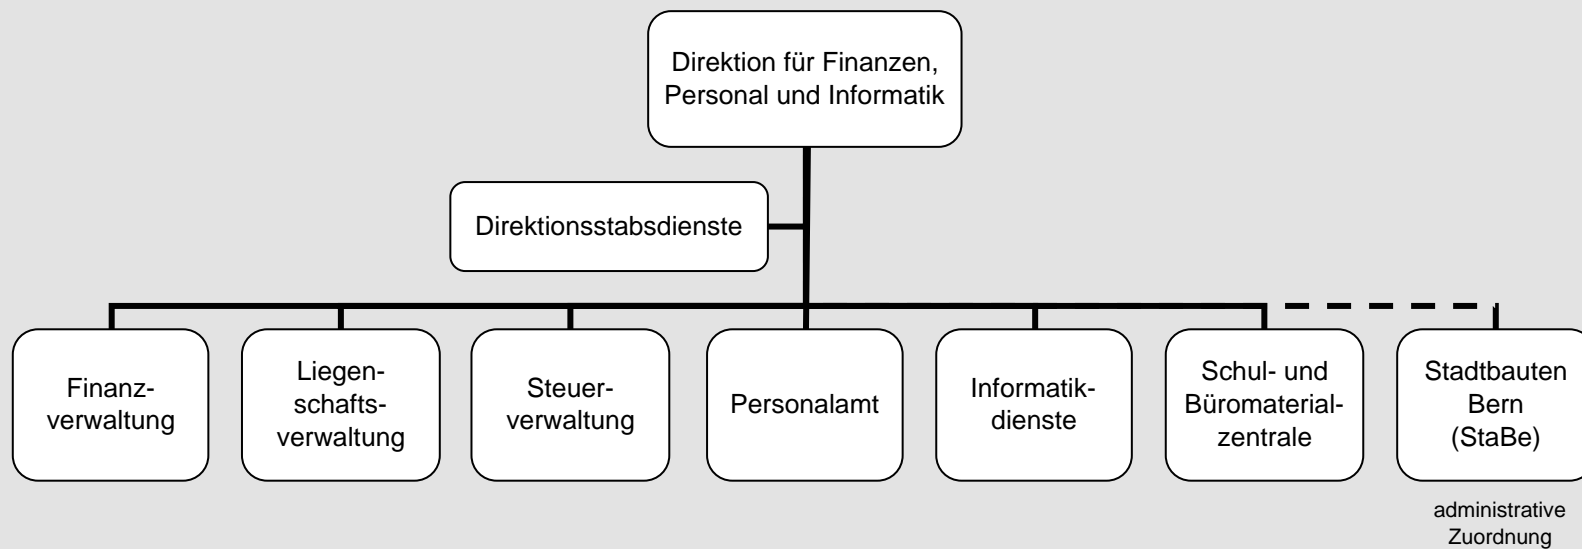 Direktion für Finanzen,
Personal und Informatik
Direktionsstabsdienste
Finanz-
verwaltung
Liegen-
schafts-
verwaltung
Steuer-
verwaltung
Personalamt
Informatik-
dienste
Schul- und
Büromaterial-
zentrale
Stadtbauten
Bern
(StaBe)
administrative
Zuordnung